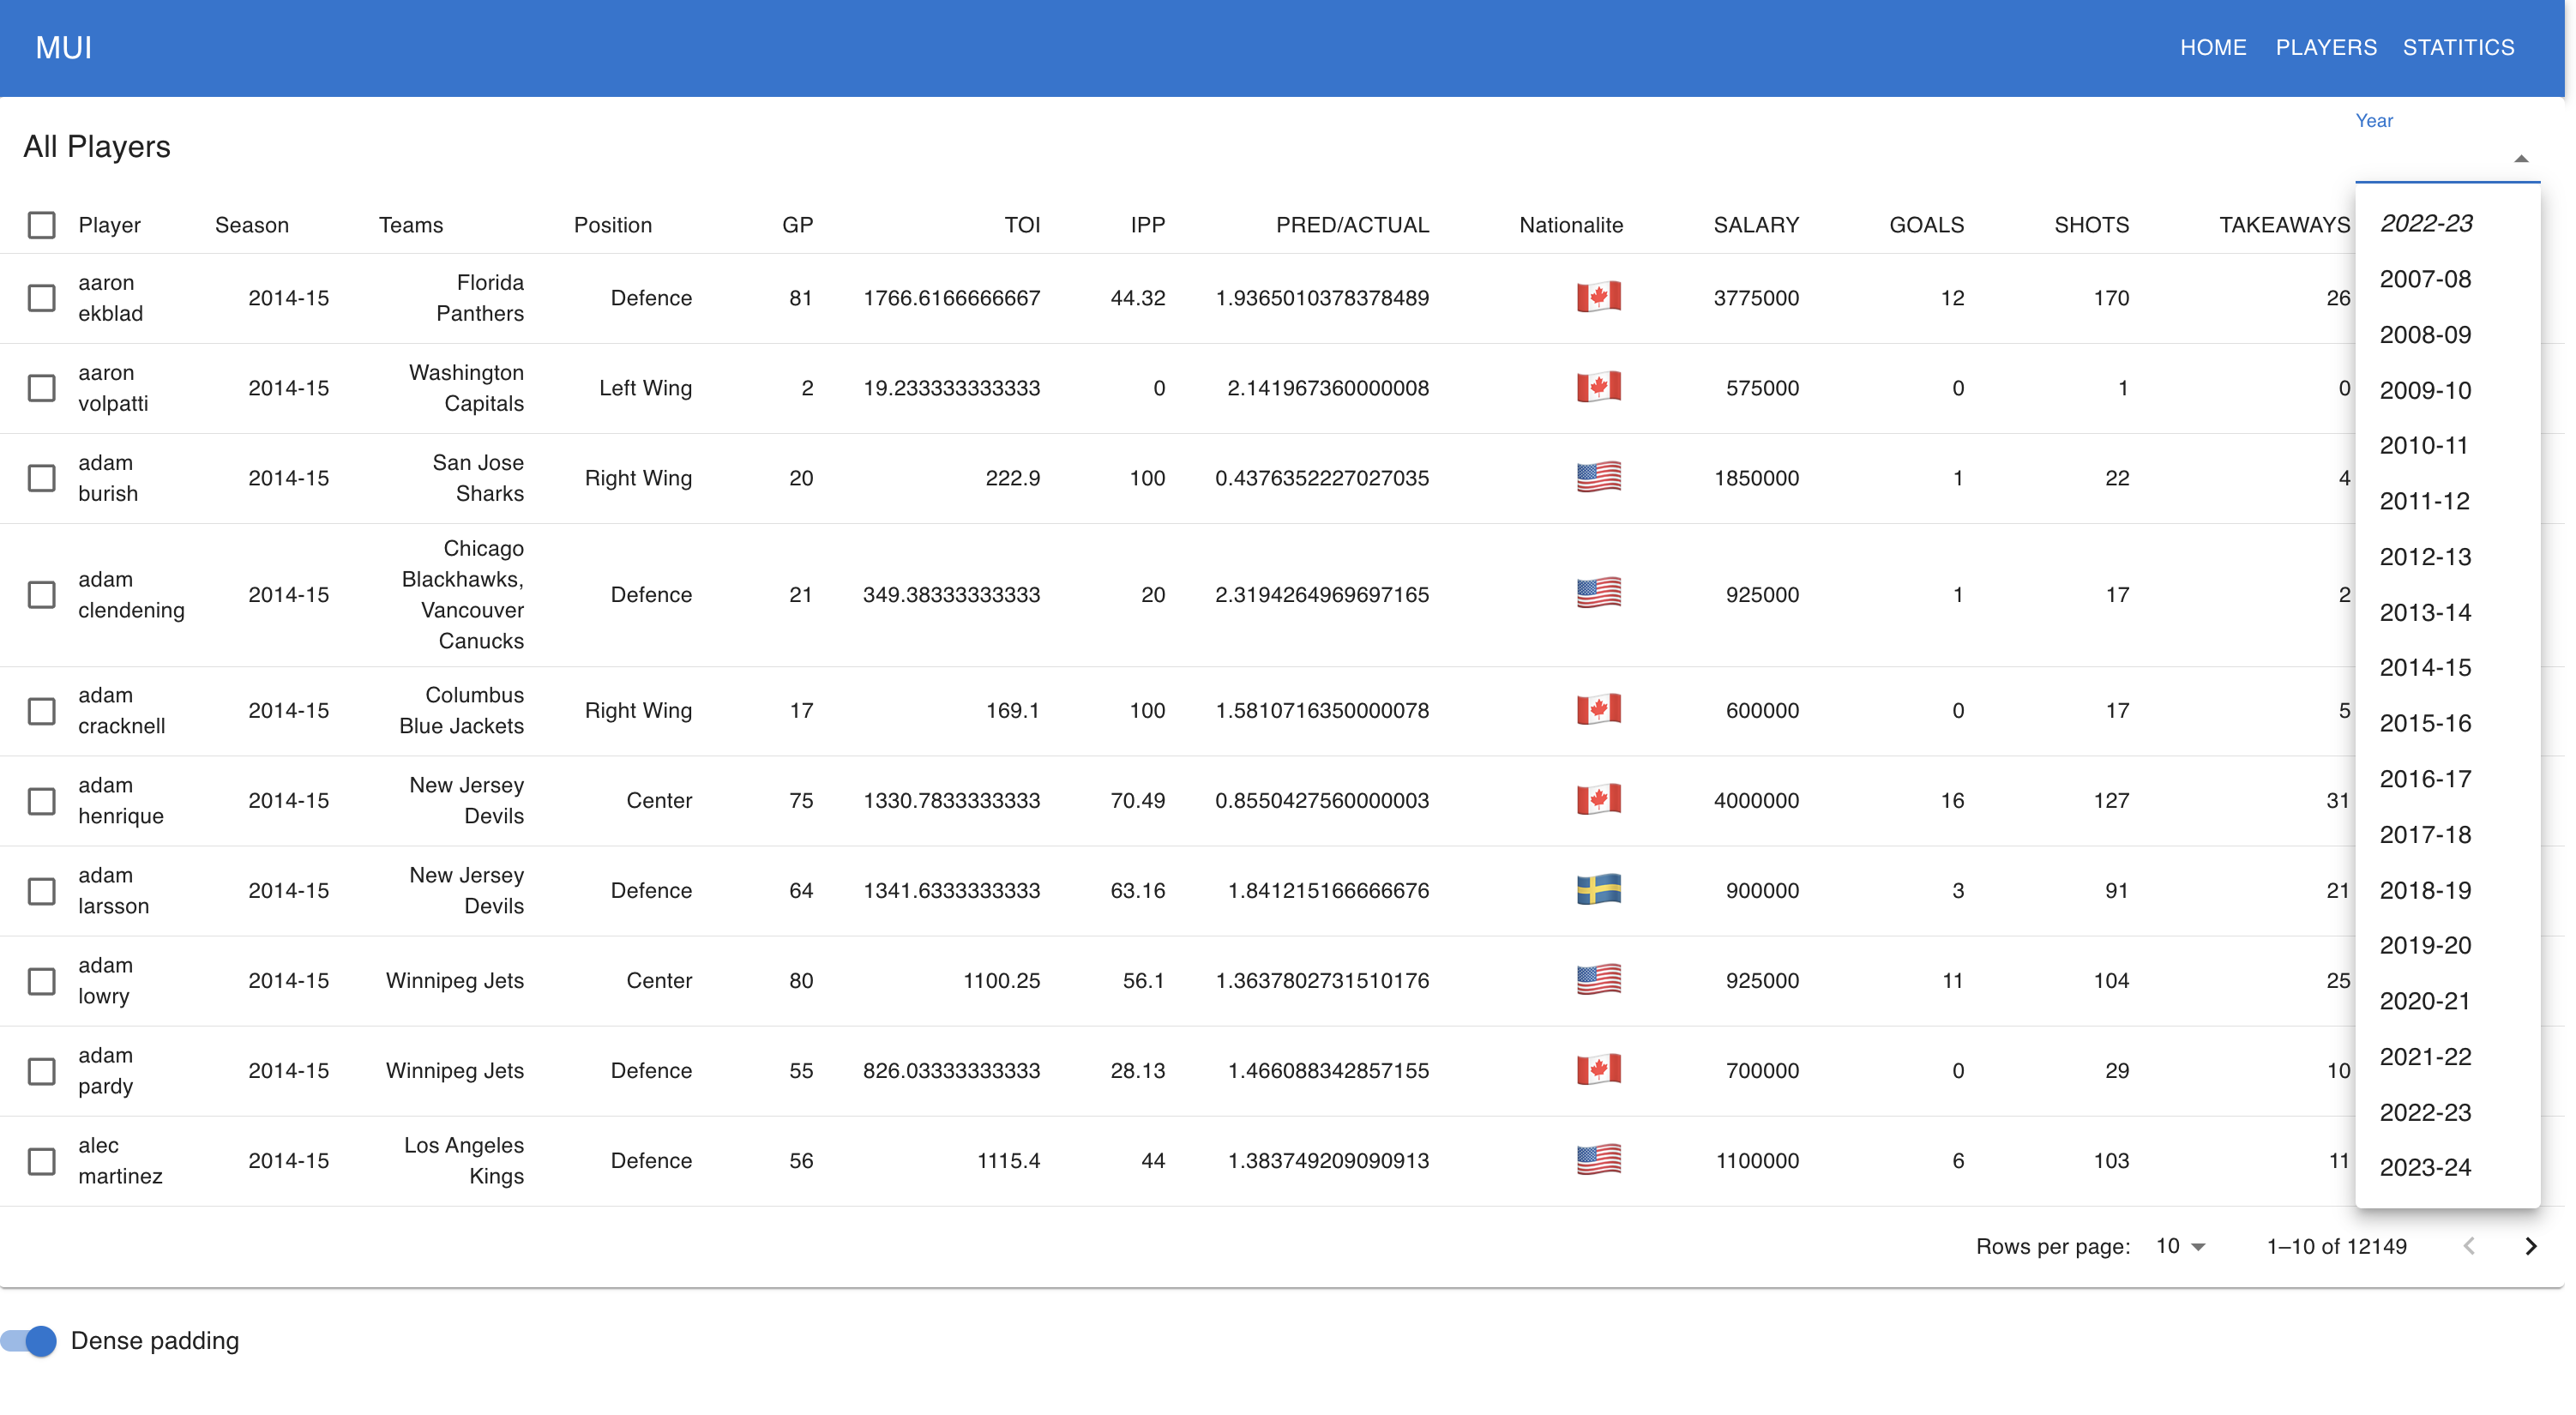 MUI HOME PLAYERS STATITICS
All Players
Year
Player Season Teams Position GP TOI IPP PRED/ACTUAL Nationalite SALARY GOALS SHOTS TAKEAWAYS
aaron ekblad 2014-15 Florida Panthers Defence 81 1766.6166666667 44.32 1.9365010378378489 3775000 12 170 26
aaron volpatti 2014-15 Washington Capitals Left Wing 2 19.233333333333 0 2.141967360000008 575000 0 1 0
adam burish 2014-15 San Jose Sharks Right Wing 20 222.9 100 0.4376352227027035 1850000 1 22 4
adam clendening 2014-15 Chicago Blackhawks, Vancouver Canucks Defence 21 349.38333333333 20 2.3194264969697165 925000 1 17 2
adam cracknell 2014-15 Columbus Blue Jackets Right Wing 17 169.1 100 1.5810716350000078 600000 0 17 5
adam henrique 2014-15 New Jersey Devils Center 75 1330.7833333333 70.49 0.8550427560000003 4000000 16 127 31
adam larsson 2014-15 New Jersey Devils Defence 64 1341.6333333333 63.16 1.841215166666676 900000 3 91 21
adam lowry 2014-15 Winnipeg Jets Center 80 1100.25 56.1 1.3637802731510176 925000 11 104 25
adam pardy 2014-15 Winnipeg Jets Defence 55 826.03333333333 28.13 1.466088342857155 700000 0 29 10
alec martinez 2014-15 Los Angeles Kings Defence 56 1115.4 44 1.383749209090913 1100000 6 103 11
2022-23
2007-08
2008-09
2009-10
2010-11
2011-12
2012-13
2013-14
2014-15
2015-16
2016-17
2017-18
2018-19
2019-20
2020-21
2021-22
2022-23
2023-24
Rows per page: 10 1–10 of 12149
Dense padding